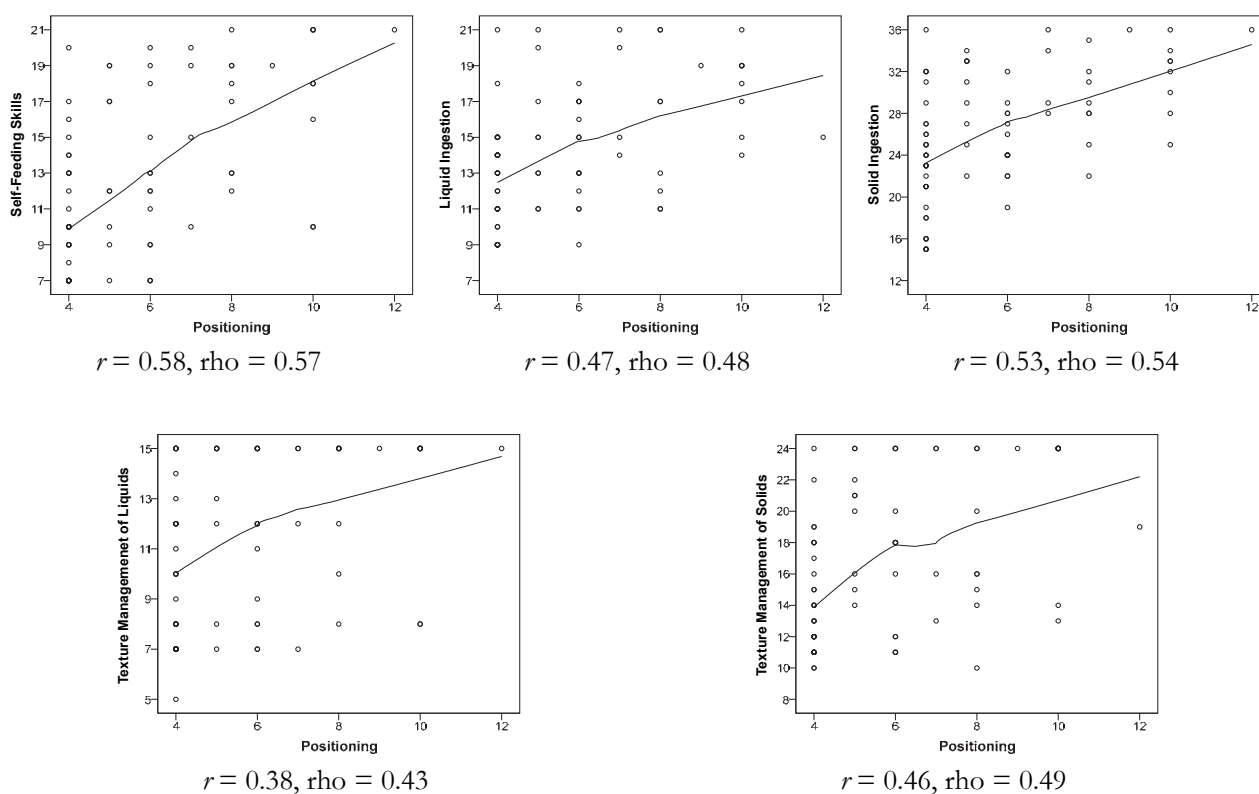 Self-Feeding Skills
21
19
17
15
13
11
9
7
4 6 8 10 12
Positioning
r = 0.58, rho = 0.57
Liquid Ingestion
21
19
17
15
13
11
9
7
4 6 8 10 12
Positioning
r = 0.47, rho = 0.48
Solid Ingestion
36
32
28
24
20
16
12
4 6 8 10 12
Positioning
r = 0.53, rho = 0.54
Texture Managemenet of Liquids
15
13
11
9
7
5
4 6 8 10 12
Positioning
r = 0.38, rho = 0.43
Texture Management of Solids
24
22
20
18
16
14
12
10
8
4 6 8 10 12
Positioning
r = 0.46, rho = 0.49